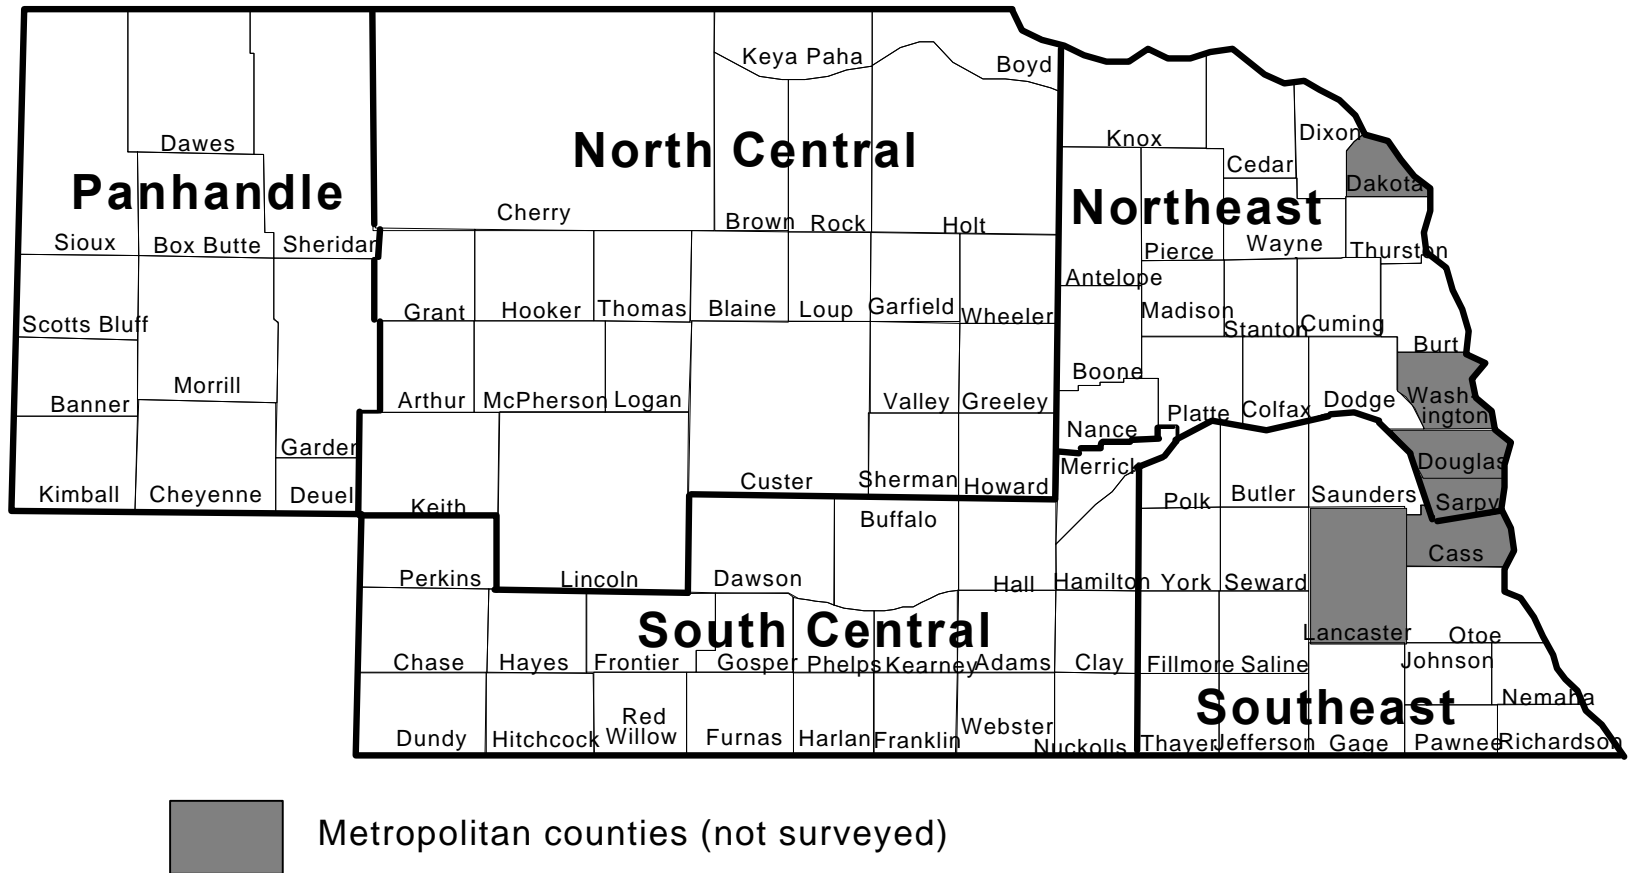 Keya Paha
Boyd
Dawes
Knox
Dixon
North Central
Cedar
Panhandle
Dakota
Northeast
Cherry
Brown
Rock
Holt
Sioux
Box Butte
Sheridan
Pierce
Wayne
Thurston
Antelope
Grant
Hooker
Thomas
Blaine
Loup
Garfield
Wheeler
Madison
Stanton
Cuming
Scotts Bluff
Burt
Morrill
Boone
Banner
Arthur
McPherson
Logan
Valley
Greeley
Platte
Colfax
Dodge
Wash-
ington
Nance
Garden
Merrick
Douglas
Kimball
Cheyenne
Deuel
Keith
Custer
Sherman
Howard
Polk
Butler
Saunders
Sarpy
Buffalo
Cass
Perkins
Lincoln
Dawson
Hall
Hamilton
York
Seward
South Central
Lancaster
Otoe
Chase
Hayes
Frontier
Gosper
Phelps
Kearney
Adams
Clay
Fillmore
Saline
Johnson
Southeast
Nemaha
Dundy
Hitchcock
Red
Willow
Furnas
Harlan
Franklin
Webster
Nuckolls
Thayer
Jefferson
Gage
Pawnee
Richardson
Metropolitan counties (not surveyed)